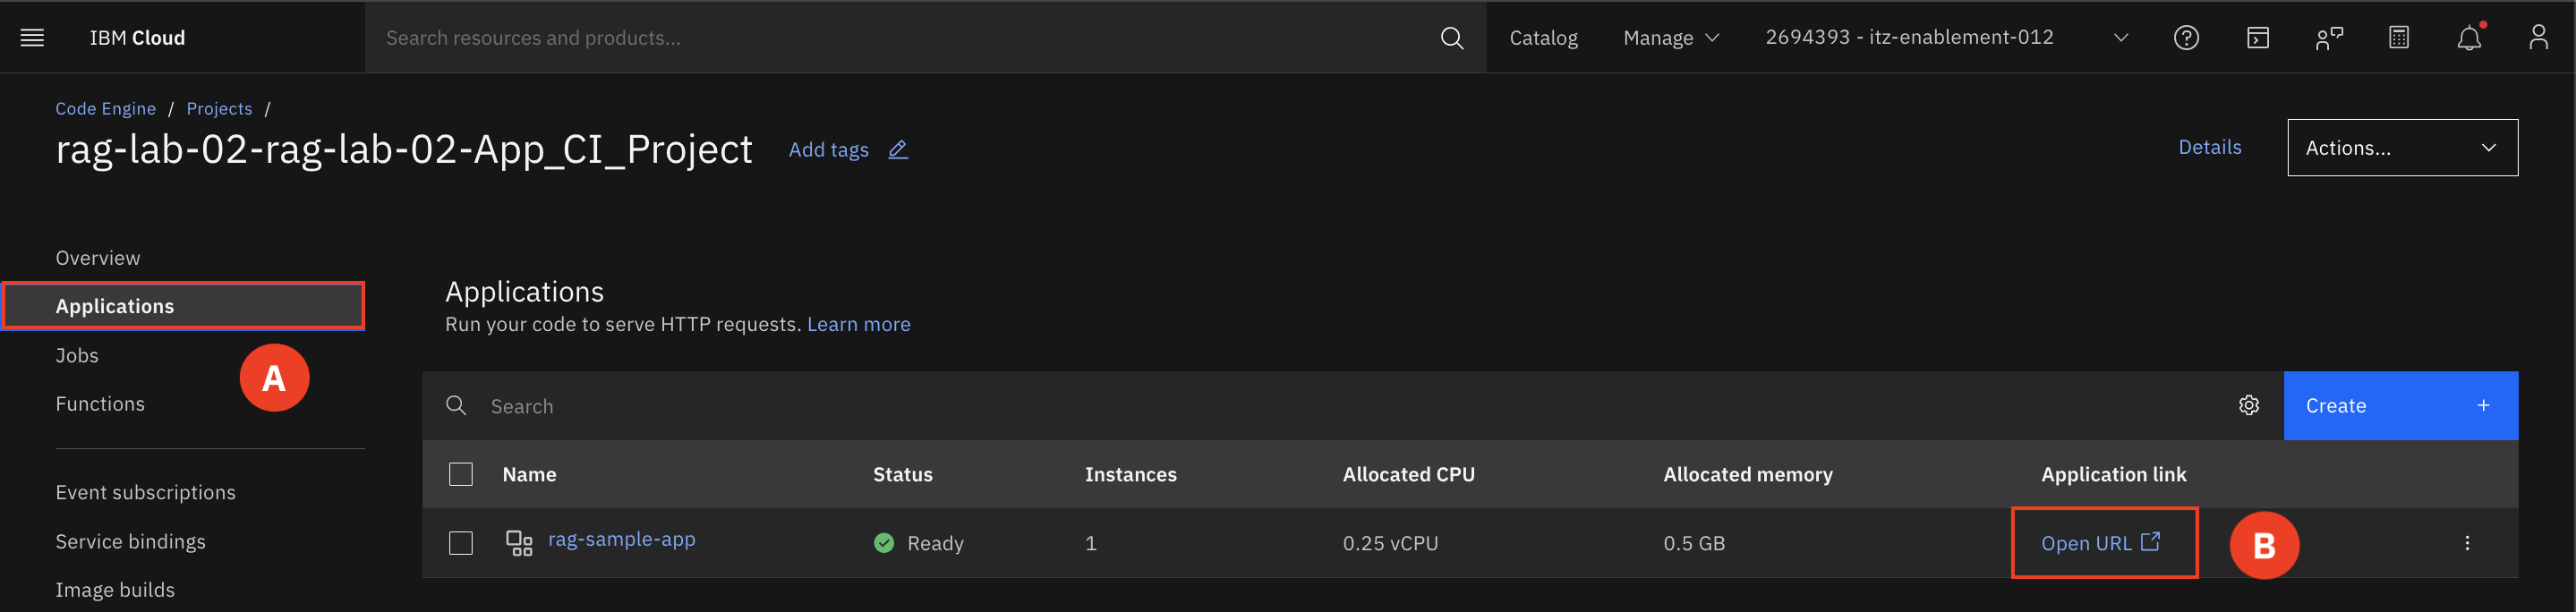 IBM Cloud
Search resources and products...
Catalog
Manage
2694393 - itz-enablement-012
Code Engine / Projects /
rag-lab-02-rag-lab-02-App_CI_Project
Add tags
Details
Actions...
Overview
Applications
Jobs
Functions
A
Event subscriptions
Service bindings
Image builds
Applications
Run your code to serve HTTP requests. Learn more
Search
Create +
Name Status Instances Allocated CPU Allocated memory Application link
rag-sample-app Ready 1 0.25 vCPU 0.5 GB Open URL
B